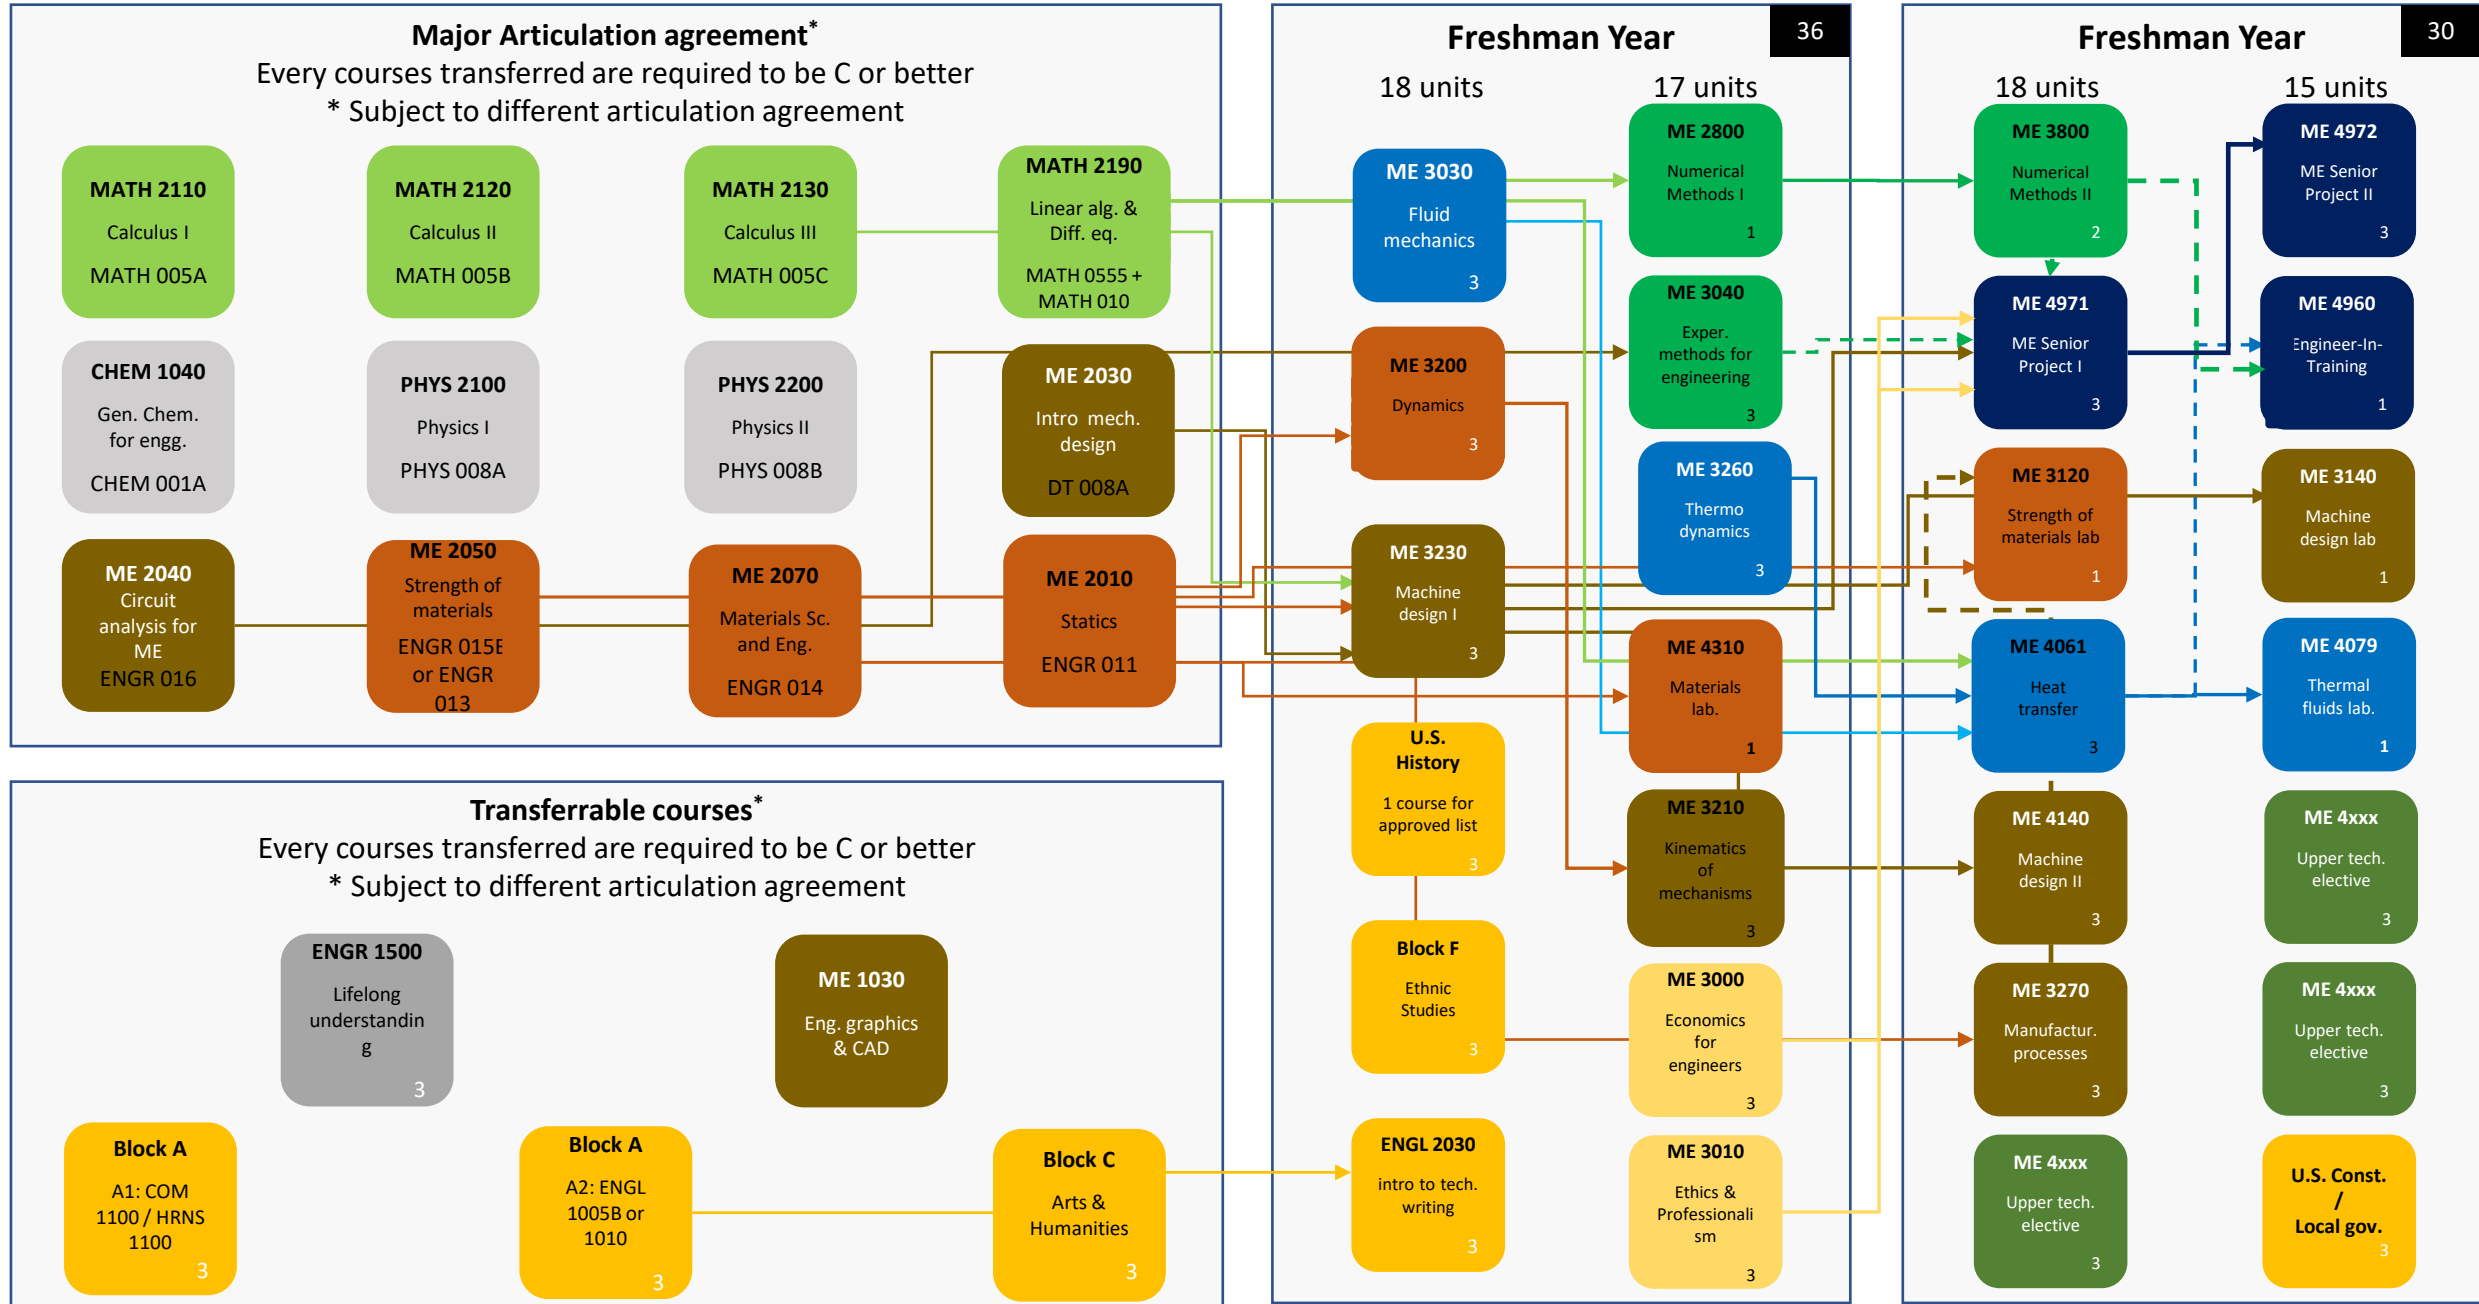 Major Articulation agreement*
Every courses transferred are required to be C or better
* Subject to different articulation agreement
MATH 2110
Calculus I
MATH 005A
MATH 2120
Calculus II
MATH 005B
MATH 2130
Calculus III
MATH 005C
MATH 2190
Linear alg. &
Diff. eq.
MATH 0555 +
MATH 010
CHEM 1040
Gen. Chem.
for engg.
CHEM 001A
PHYS 2100
Physics I
PHYS 008A
PHYS 2200
Physics II
PHYS 008B
ME 2030
Intro mech.
design
DT 008A
ME 2040
Circuit
analysis for
ME
ENGR 016
ME 2050
Strength of
materials
ENGR 015E
or ENGR
013
ME 2070
Materials Sc.
and Eng.
ENGR 014
ME 2010
Statics
ENGR 011
Transferrable courses*
Every courses transferred are required to be C or better
* Subject to different articulation agreement
ENGR 1500
Lifelong
understandin
g
3
ME 1030
Eng. graphics
& CAD
Block A
A1: COM
1100 / HRNS
1100
3
Block A
A2: ENGL
1005B or
1010
3
Block C
Arts &
Humanities
3
Freshman Year
36
18 units
17 units
ME 3030
Fluid
mechanics
3
ME 3200
Dynamics
3
ME 3230
Machine
design I
3
U.S.
History
1 course for
approved list
3
Block F
Ethnic
Studies
3
ENGL 2030
intro to tech.
writing
3
ME 2800
Numerical
Methods I
1
ME 3040
Exper.
methods for
engineering
3
ME 3260
Thermo
dynamics
3
ME 4310
Materials
lab.
1
ME 3210
Kinematics
of
mechanisms
3
ME 3000
Economics
for
engineers
3
ME 3010
Ethics &
Professionali
sm
3
Freshman Year
30
18 units
15 units
ME 3800
Numerical
Methods II
2
ME 4971
ME Senior
Project I
3
ME 3120
Strength of
materials lab
1
ME 4061
Heat
transfer
3
ME 4140
Machine
design II
3
ME 3270
Manufactur.
processes
3
ME 4xxx
Upper tech.
elective
3
ME 4972
ME Senior
Project II
3
ME 4960
Engineer-In-
Training
1
ME 3140
Machine
design lab
1
ME 4079
Thermal
fluids lab.
1
ME 4xxx
Upper tech.
elective
3
ME 4xxx
Upper tech.
elective
3
U.S. Const.
/
Local gov.
3